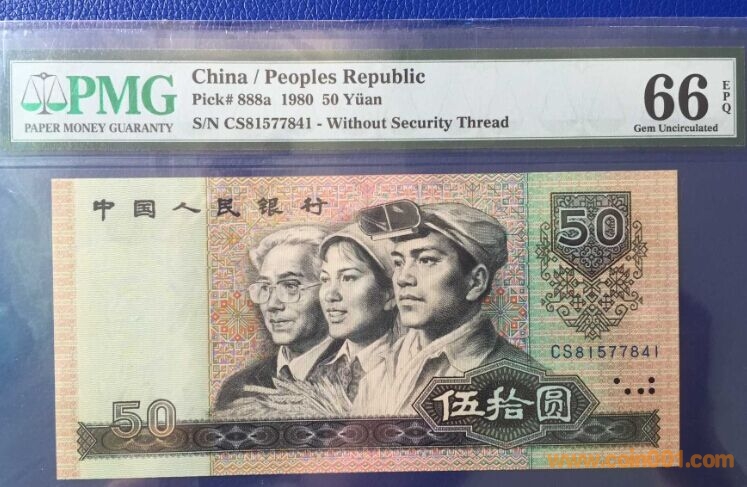 PMG
PAPER MONEY GUARANTY
China / Peoples Republic
Pick# 888a 1980 50 Yüan
S/N CS81577841 - Without Security Thread
66
EPQ
Gem Uncirculated
中国人民银行
50
CS81577841
50
伍拾圆